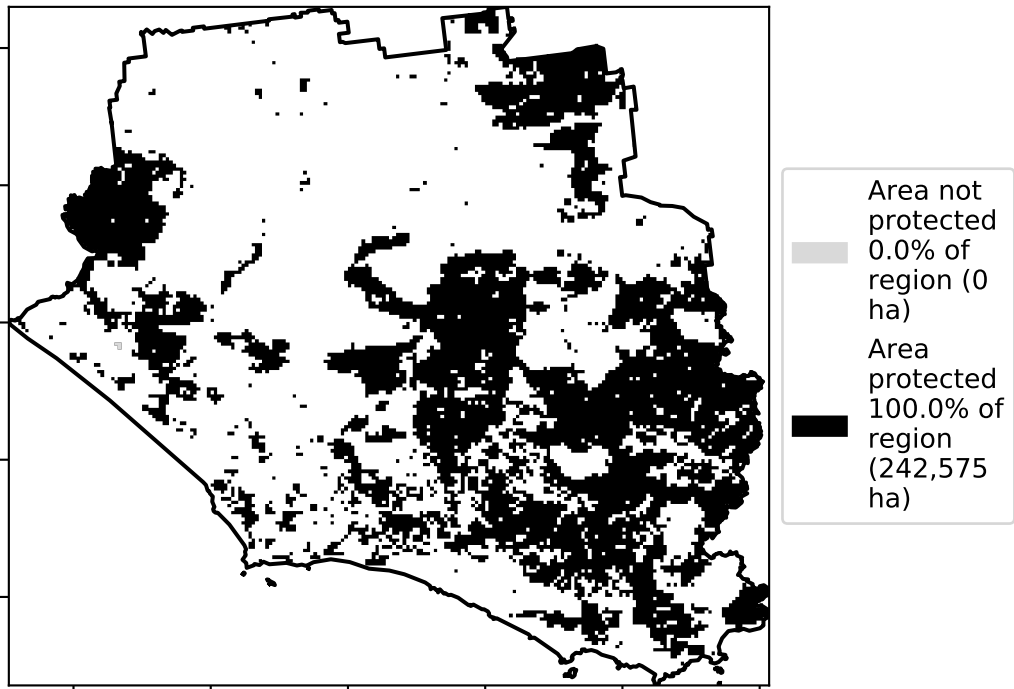 Area not
protected
0.0% of
region (0
ha)
Area
protected
100.0% of
region
(242,575
ha)